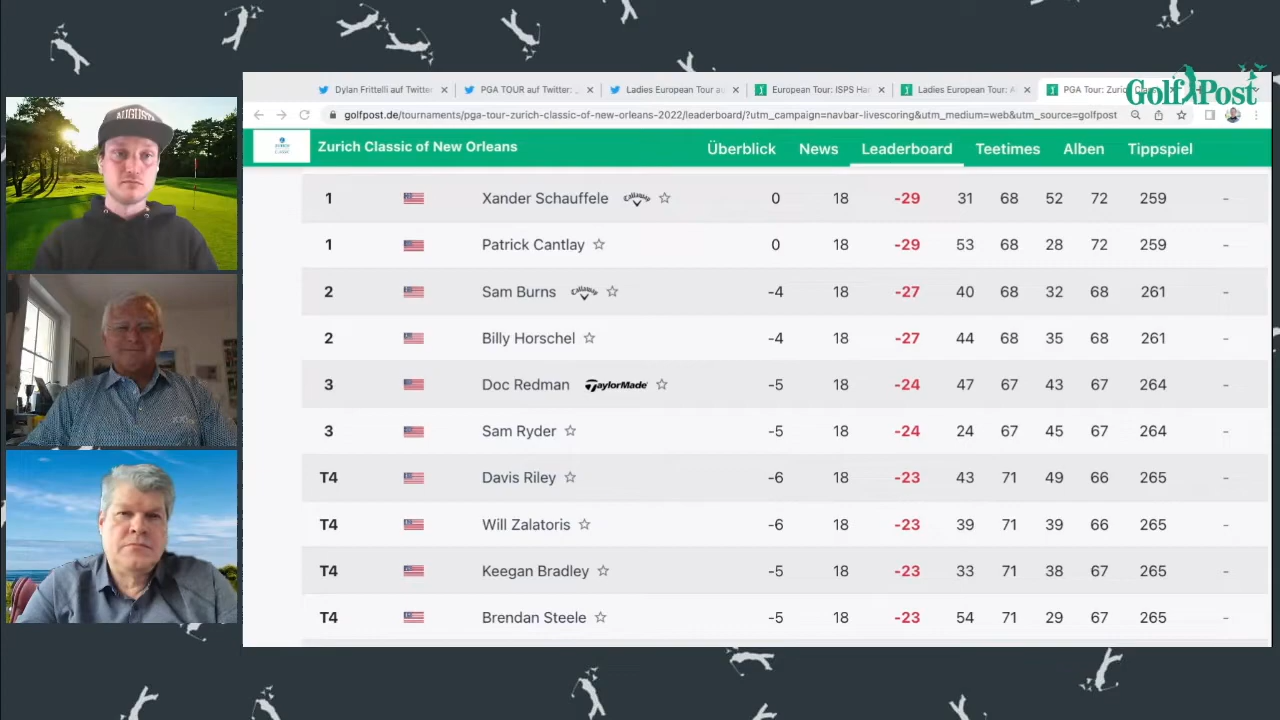 Dylan Frittelli auf Twitter
PGA TOUR auf Twitter: „
Ladies European Tour au
European Tour: ISPS Ha
Ladies European Tour: A
PGA Tour: Zuric
Golf Post
golfpost.de/tournaments/pga-tour-zurich-classic-of-new-orleans-2022/leaderboard/?utm_campaign=navbar-livescoring&utm_medium=web&utm_source=golfpost
Zurich Classic of New Orleans Überblick News Leaderboard Teetimes Alben Tippspiel
1 Xander Schauffele Callaway 0 18 -29 31 68 52 72 259 -
1 Patrick Cantlay 0 18 -29 53 68 28 72 259 -
2 Sam Burns Callaway -4 18 -27 40 68 32 68 261 -
2 Billy Horschel -4 18 -27 44 68 35 68 261 -
3 Doc Redman TaylorMade -5 18 -24 47 67 43 67 264 -
3 Sam Ryder -5 18 -24 24 67 45 67 264 -
T4 Davis Riley -6 18 -23 43 71 49 66 265 -
T4 Will Zalatoris -6 18 -23 39 71 39 66 265 -
T4 Keegan Bradley -5 18 -23 33 71 38 67 265 -
T4 Brendan Steele -5 18 -23 54 71 29 67 265 -
AUGUSTA